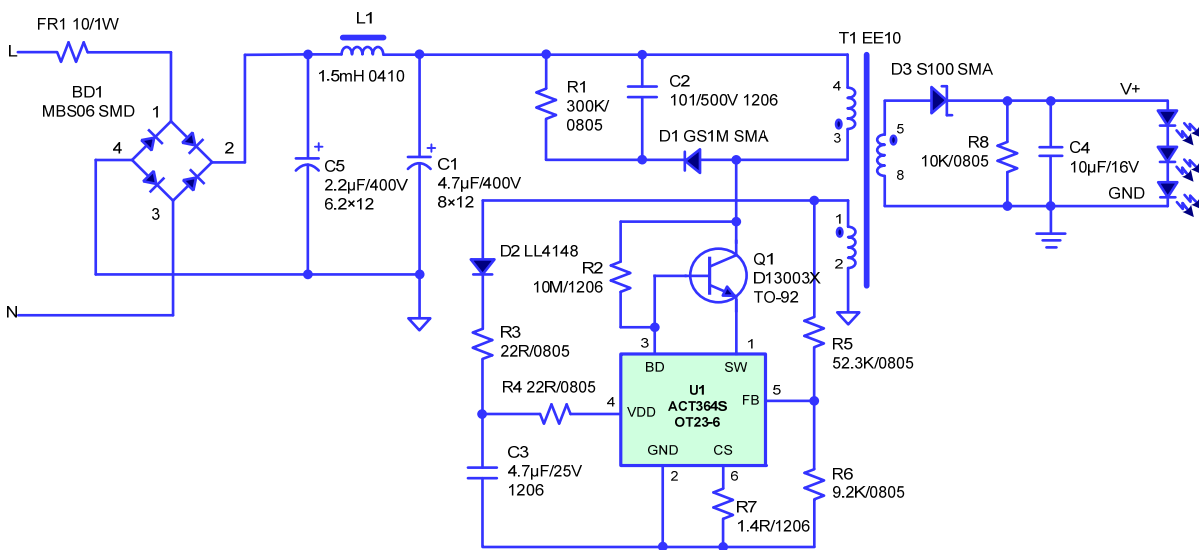 FR1 10/1W
L
BD1
MBS06 SMD
1
4
2
3
N
L1
1.5mH 0410
C5
2.2µF/400V
6.2×12
+
C1
4.7µF/400V
8×12
+
R1
300K/
0805
C2
101/500V 1206
D1 GS1M SMA
T1 EE10
4
3
5
8
1
2
D3 S100 SMA
R8
10K/0805
C4
10µF/16V
V+
GND
D2 LL4148
R2
10M/1206
Q1
D13003X
TO-92
R3
22R/0805
R4 22R/0805
C3
4.7µF/25V
1206
3
1
BD
SW
U1
ACT364S
OT23-6
4
VDD
FB
5
GND
CS
2
6
R5
52.3K/0805
R6
9.2K/0805
R7
1.4R/1206